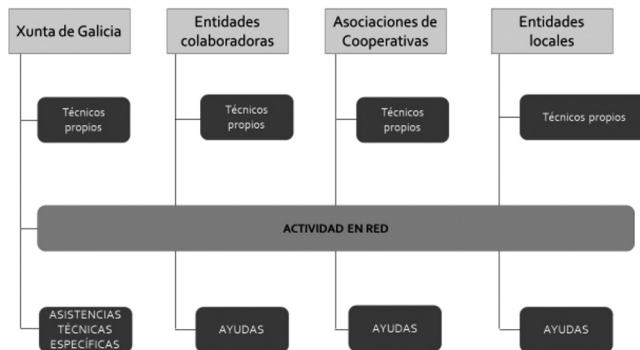 Xunta de Galicia
Entidades
colaboradoras
Asociaciones de
Cooperativas
Entidades
locales
Técnicos
propios
Técnicos
propios
Técnicos
propios
Técnicos propios
ACTIVIDAD EN RED
ASISTENCIAS
TÉCNICAS
ESPECÍFICAS
AYUDAS
AYUDAS
AYUDAS